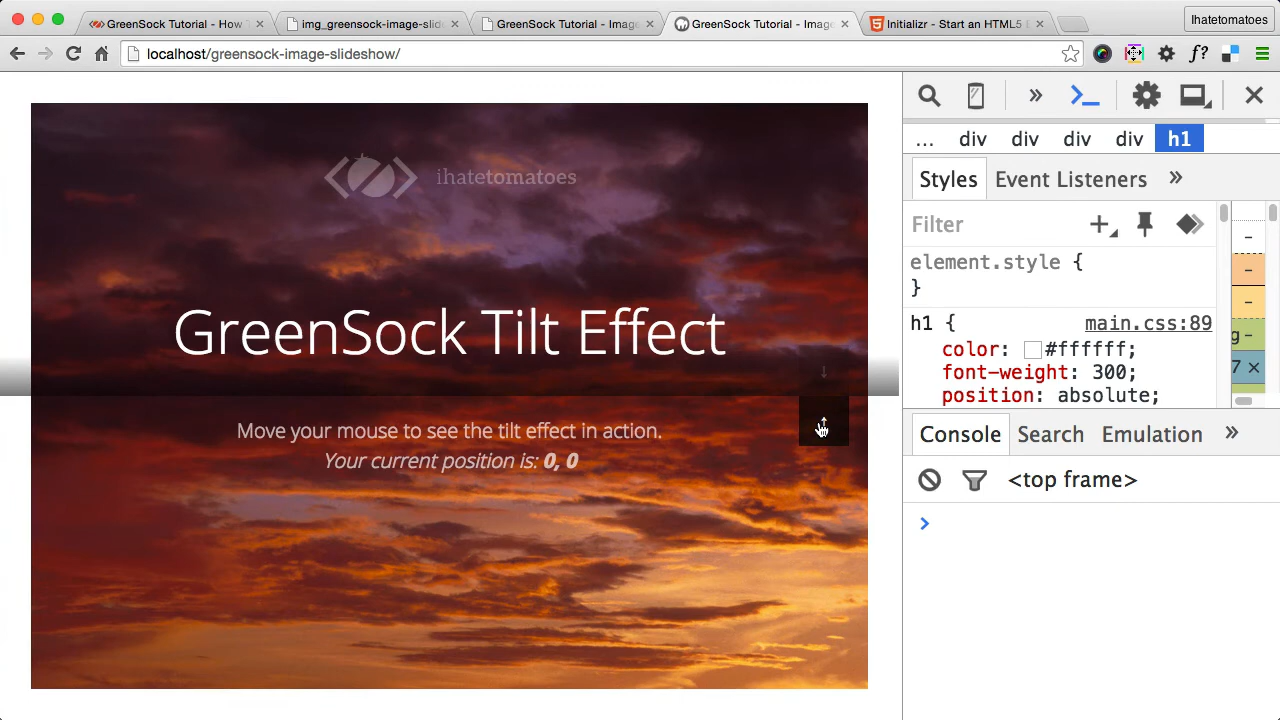 GreenSock Tutorial - How
img_greensock-image-slid
GreenSock Tutorial - Image
GreenSock Tutorial - Image
Initializr - Start an HTML5
Ihatetomatoes
localhost/greensock-image-slideshow/
f?
ihatetomatoes
GreenSock Tilt Effect
Move your mouse to see the tilt effect in action.
Your current position is: 0, 0
... div div div div h1
Styles Event Listeners »
Filter
element.style {
}
h1 { main.css:89
color: #ffffff;
font-weight: 300;
position: absolute;
g -
7 ×
Console Search Emulation »
<top frame>